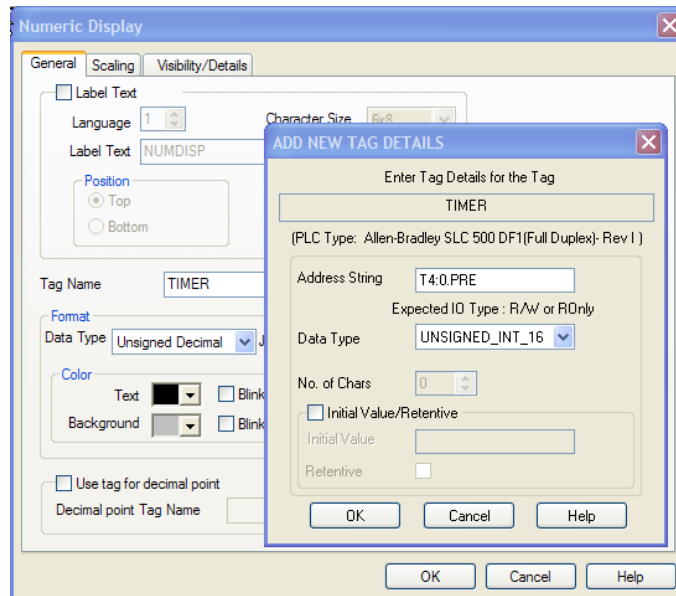 Numeric Display
General Scaling Visibility/Details
Label Text
Language 1 Character Size 6x8
Label Text NUMDISP
Position
Top
Bottom
Tag Name TIMER
Format
Data Type Unsigned Decimal J
Color
Text Blink
Background Blink
Use tag for decimal point
Decimal point Tag Name
OK Cancel Help
ADD NEW TAG DETAILS
Enter Tag Details for the Tag
TIMER
(PLC Type: Allen-Bradley SLC 500 DF1(Full Duplex)- Rev I )
Address String T4:0.PRE
Expected IO Type : R/W or ROnly
Data Type UNSIGNED_INT_16
No. of Chars 0
Initial Value/Retentive
Initial Value
Retentive
OK Cancel Help